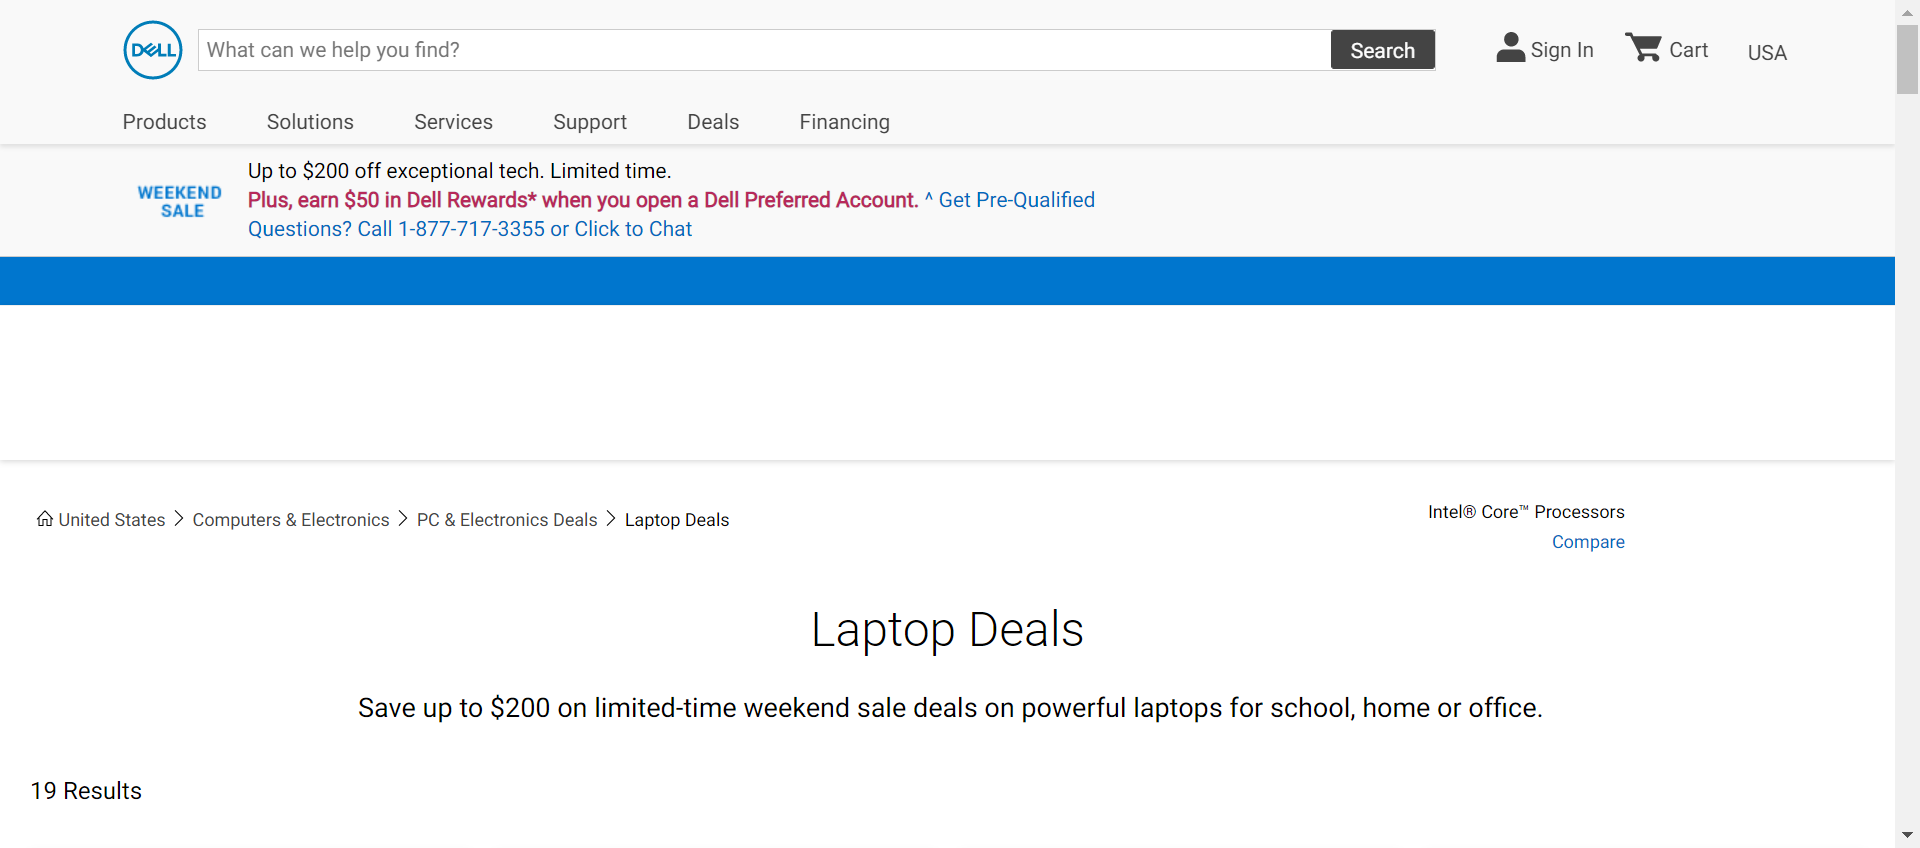 DELL
What can we help you find?
Search
Sign In
Cart
USA
Products
Solutions
Services
Support
Deals
Financing
WEEKEND
SALE
Up to $200 off exceptional tech. Limited time.
Plus, earn $50 in Dell Rewards* when you open a Dell Preferred Account. ^ Get Pre-Qualified
Questions? Call 1-877-717-3355 or Click to Chat
United States
Computers & Electronics
PC & Electronics Deals
Laptop Deals
Intel® Core™ Processors
Compare
Laptop Deals
Save up to $200 on limited-time weekend sale deals on powerful laptops for school, home or office.
19 Results